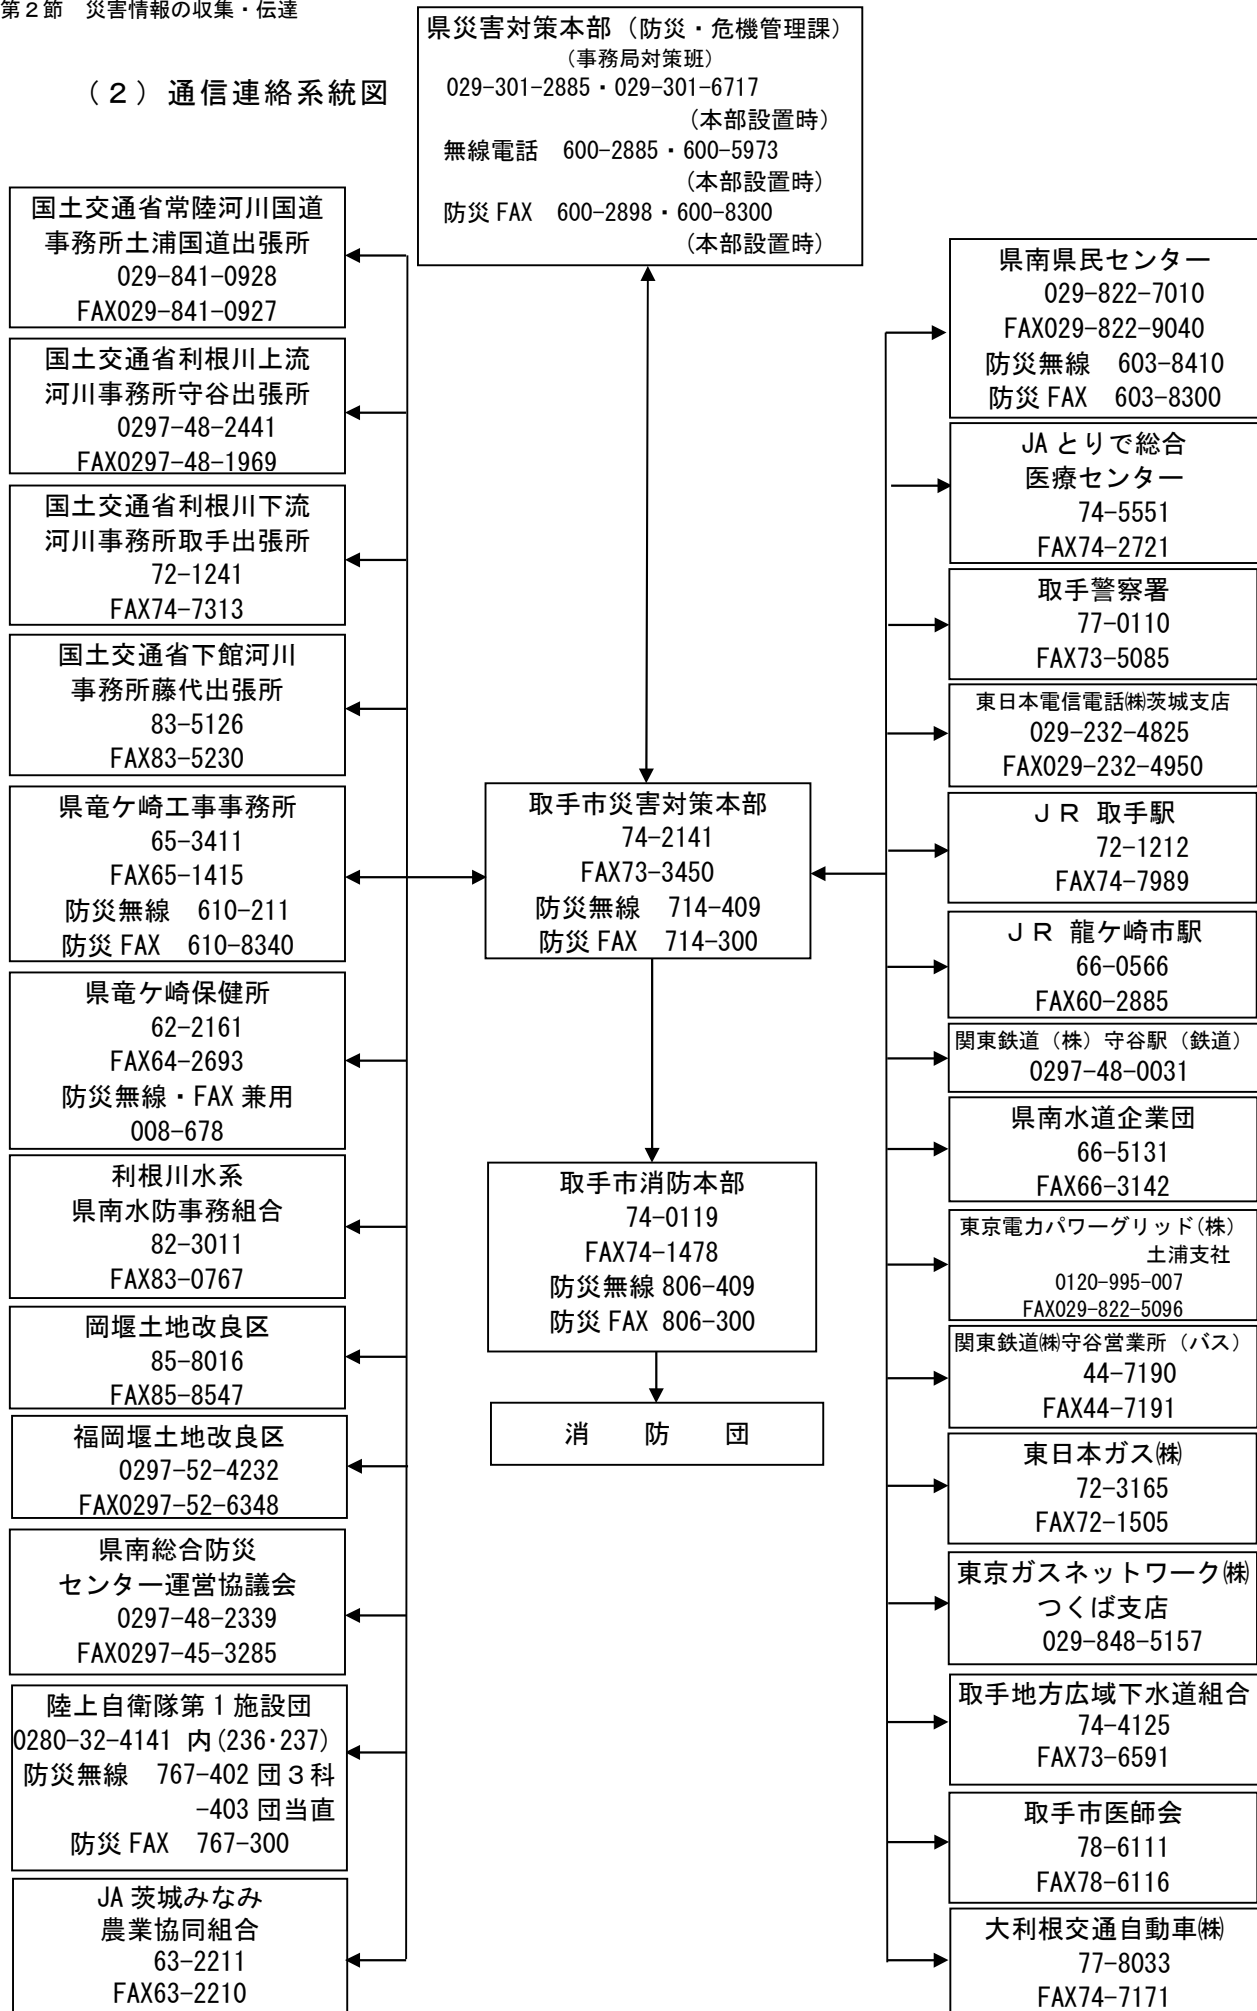 第２節　災害情報の収集・伝達
（２）通信連絡系統図
県災害対策本部（防災・危機管理課）
（事務局対策班）
029-301-2885・029-301-6717
（本部設置時）
無線電話　600-2885・600-5973
（本部設置時）
防災 FAX　600-2898・600-8300
（本部設置時）
国土交通省常陸河川国道
事務所土浦国道出張所
029-841-0928
FAX029-841-0927
国土交通省利根川上流
河川事務所守谷出張所
0297-48-2441
FAX0297-48-1969
国土交通省利根川下流
河川事務所取手出張所
72-1241
FAX74-7313
国土交通省下館河川
事務所藤代出張所
83-5126
FAX83-5230
県竜ケ崎工事事務所
65-3411
FAX65-1415
防災無線　610-211
防災 FAX　610-8340
県竜ケ崎保健所
62-2161
FAX64-2693
防災無線・FAX 兼用
008-678
利根川水系
県南水防事務組合
82-3011
FAX83-0767
岡堰土地改良区
85-8016
FAX85-8547
福岡堰土地改良区
0297-52-4232
FAX0297-52-6348
県南総合防災
センター運営協議会
0297-48-2339
FAX0297-45-3285
陸上自衛隊第１施設団
0280-32-4141 内(236･237)
防災無線　767-402 団３科
-403 団当直
防災 FAX　767-300
JA 茨城みなみ
農業協同組合
63-2211
FAX63-2210
取手市災害対策本部
74-2141
FAX73-3450
防災無線　714-409
防災 FAX　714-300
取手市消防本部
74-0119
FAX74-1478
防災無線 806-409
防災 FAX 806-300
消　防　団
県南県民センター
029-822-7010
FAX029-822-9040
防災無線　603-8410
防災 FAX　603-8300
JA とりで総合
医療センター
74-5551
FAX74-2721
取手警察署
77-0110
FAX73-5085
東日本電信電話㈱茨城支店
029-232-4825
FAX029-232-4950
ＪＲ 取手駅
72-1212
FAX74-7989
ＪＲ 龍ケ崎市駅
66-0566
FAX60-2885
関東鉄道（株）守谷駅（鉄道）
0297-48-0031
県南水道企業団
66-5131
FAX66-3142
東京電力パワーグリッド(株)
土浦支社
0120-995-007
FAX029-822-5096
関東鉄道㈱守谷営業所（バス）
44-7190
FAX44-7191
東日本ガス㈱
72-3165
FAX72-1505
東京ガスネットワーク㈱
つくば支店
029-848-5157
取手地方広域下水道組合
74-4125
FAX73-6591
取手市医師会
78-6111
FAX78-6116
大利根交通自動車㈱
77-8033
FAX74-7171